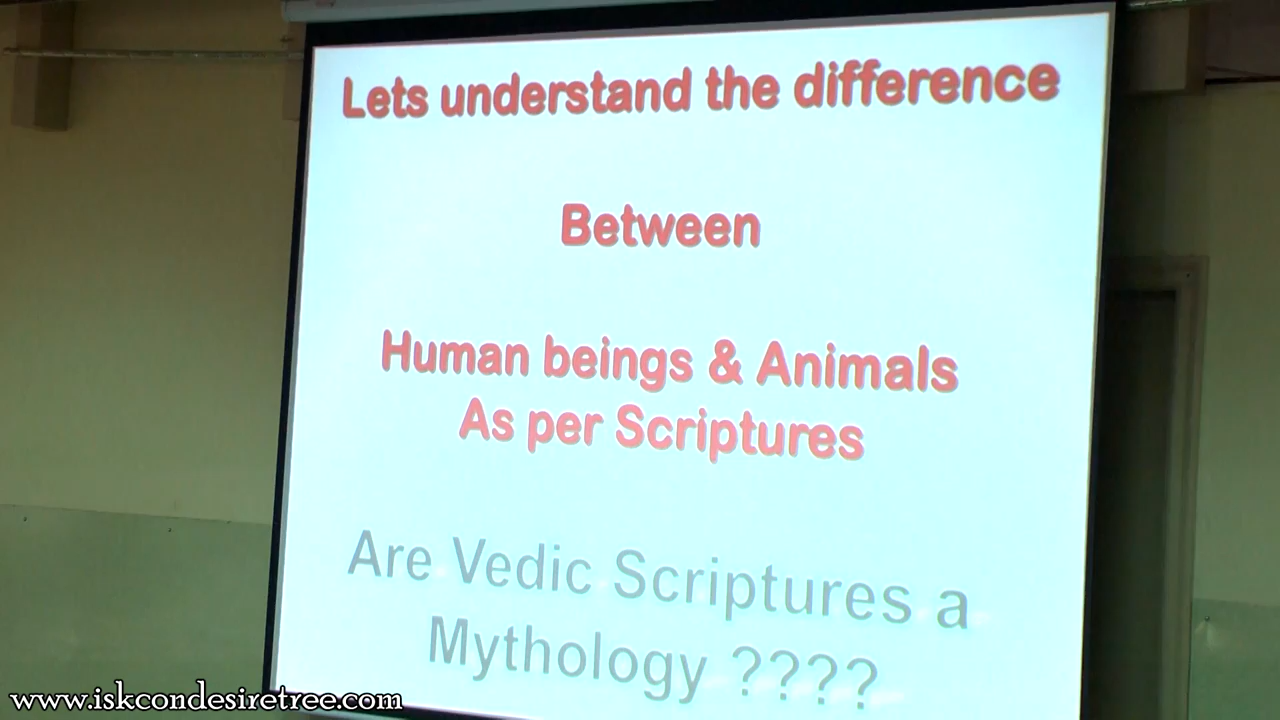 Lets understand the difference
Between
Human beings & Animals
As per Scriptures
Are Vedic Scriptures a
Mythology ????
www.iskcondesiretree.com